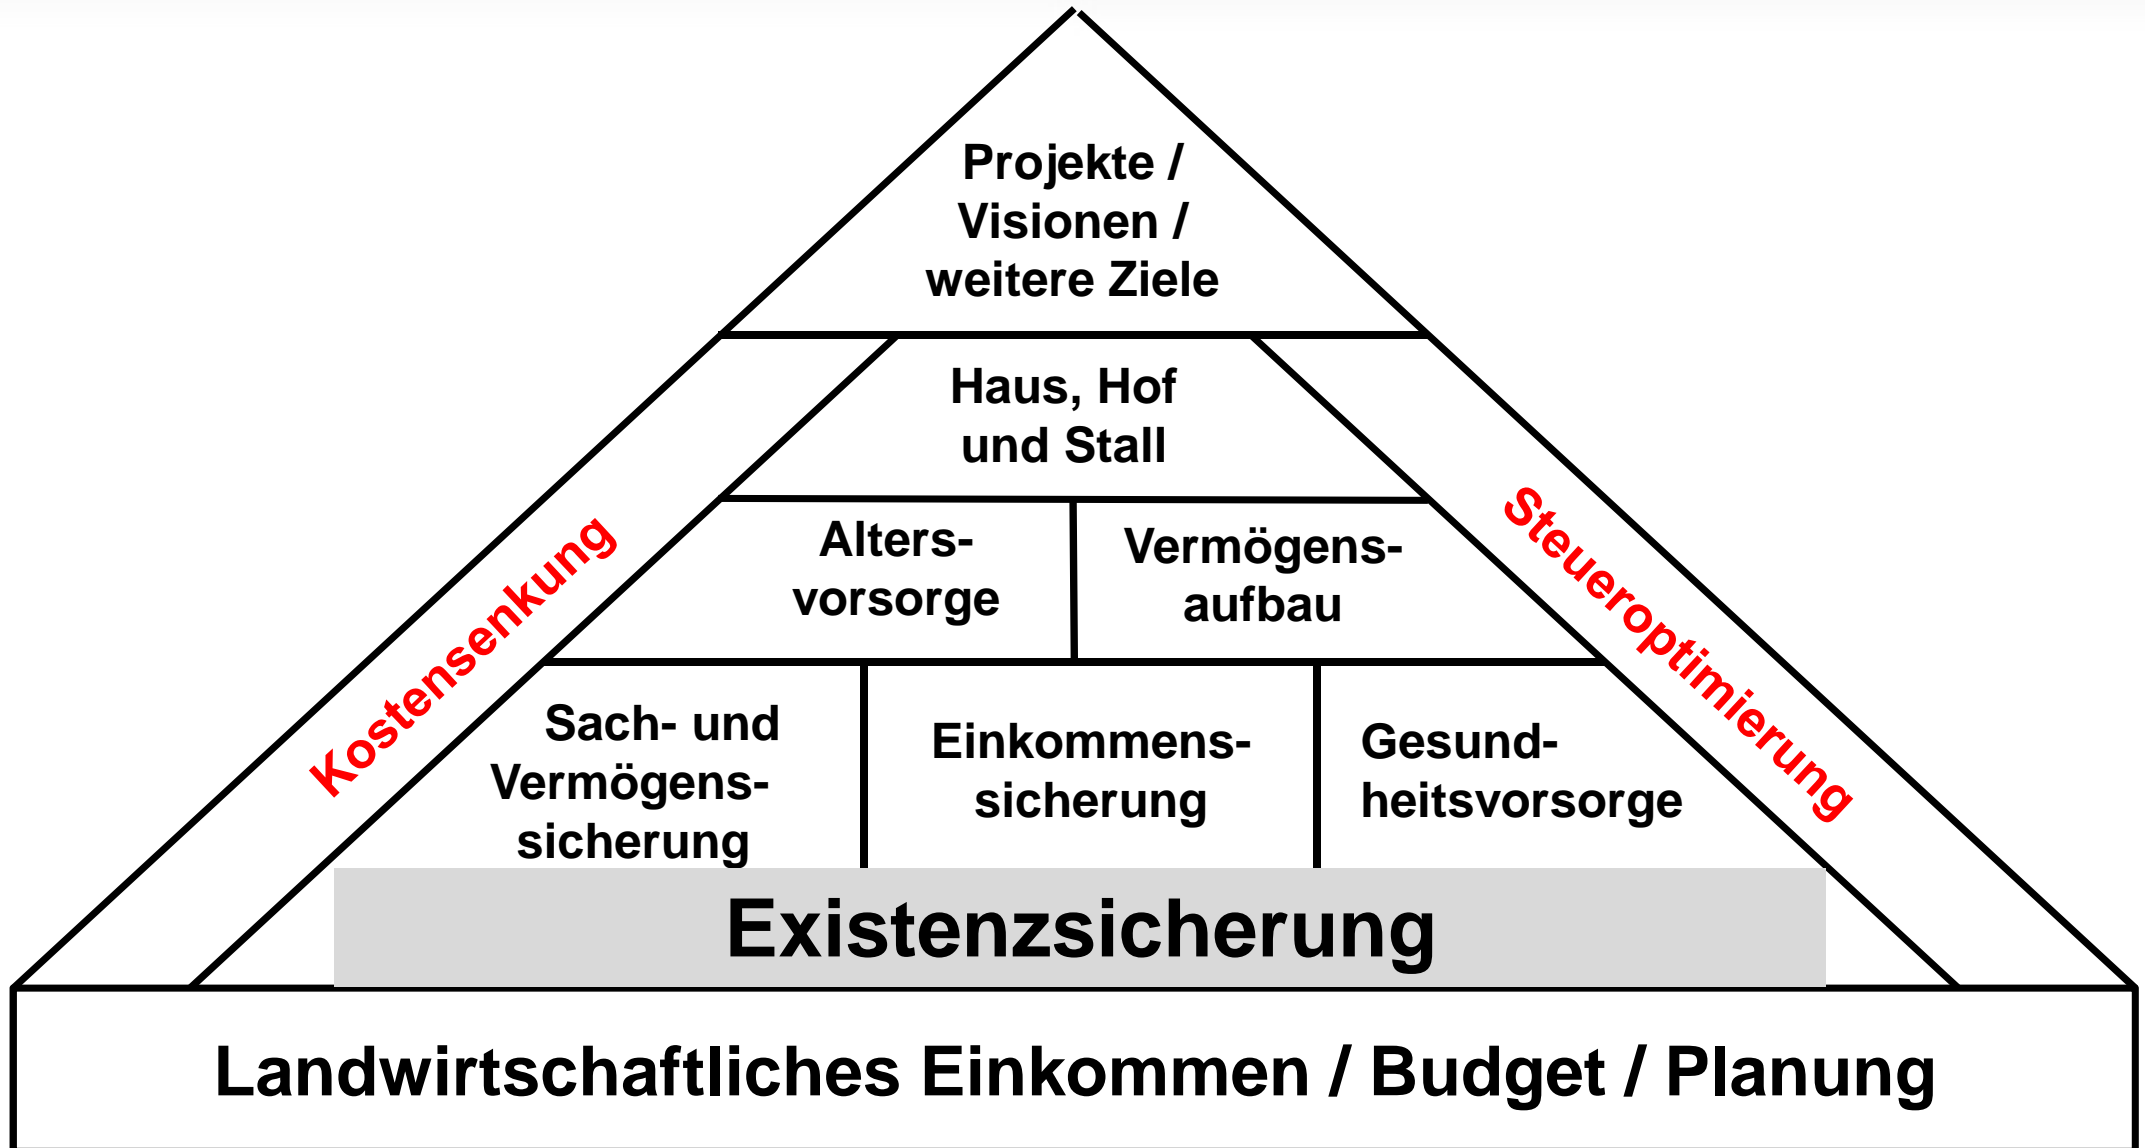 Projekte /
Visionen /
weitere Ziele
Haus, Hof
und Stall
Alters-
vorsorge
Vermögens-
aufbau
Kostensenkung
Steueroptimierung
Sach- und
Vermögens-
sicherung
Einkommens-
sicherung
Gesund-
heitsvorsorge
Existenzsicherung
Landwirtschaftliches Einkommen / Budget / Planung